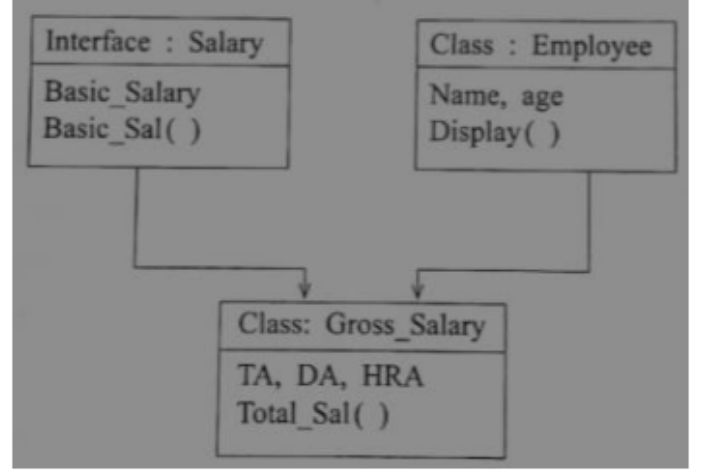 Interface : Salary
Basic_Salary
Basic_Sal( )
Class : Employee
Name, age
Display( )
Class: Gross_Salary
TA, DA, HRA
Total_Sal( )